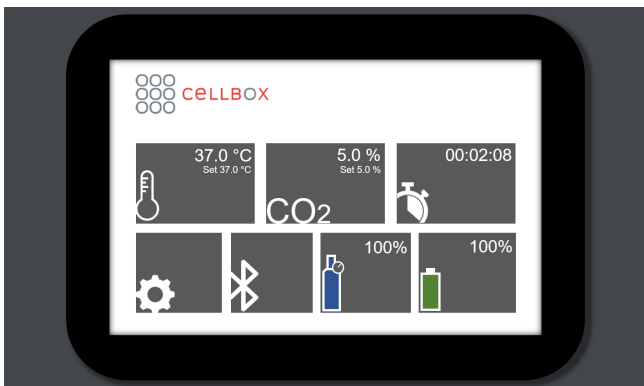 CELLBOX
37.0 °C
Set 37.0 °C
5.0 %
Set 5.0 %
CO2
00:02:08
100%
100%